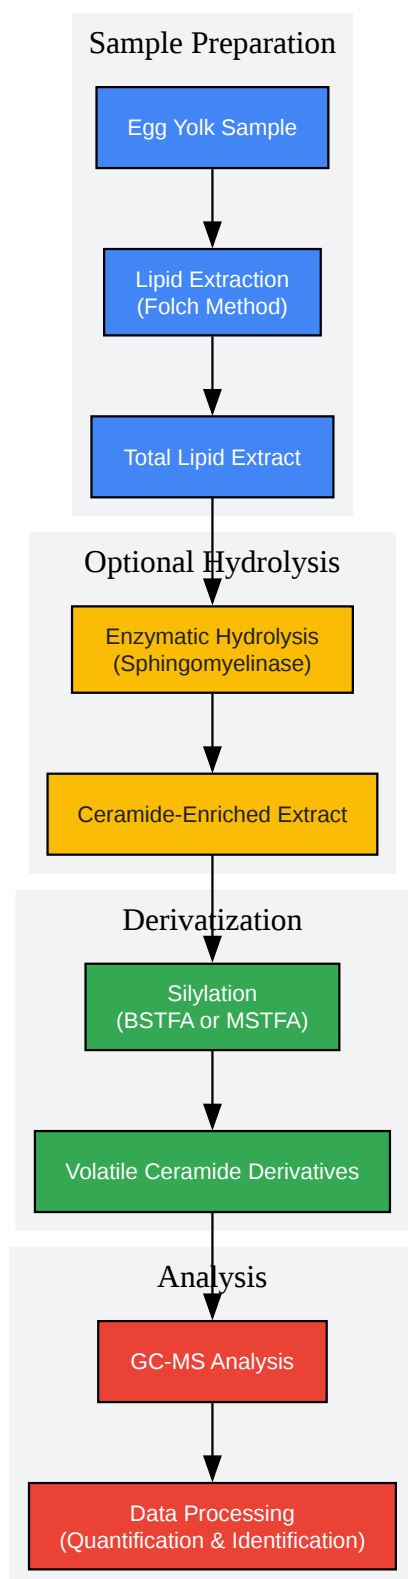 Sample Preparation
Egg Yolk Sample
Lipid Extraction
(Folch Method)
Total Lipid Extract
Optional Hydrolysis
Enzymatic Hydrolysis
(Sphingomyelinase)
Ceramide-Enriched Extract
Derivatization
Silylation
(BSTFA or MSTFA)
Volatile Ceramide Derivatives
Analysis
GC-MS Analysis
Data Processing
(Quantification & Identification)